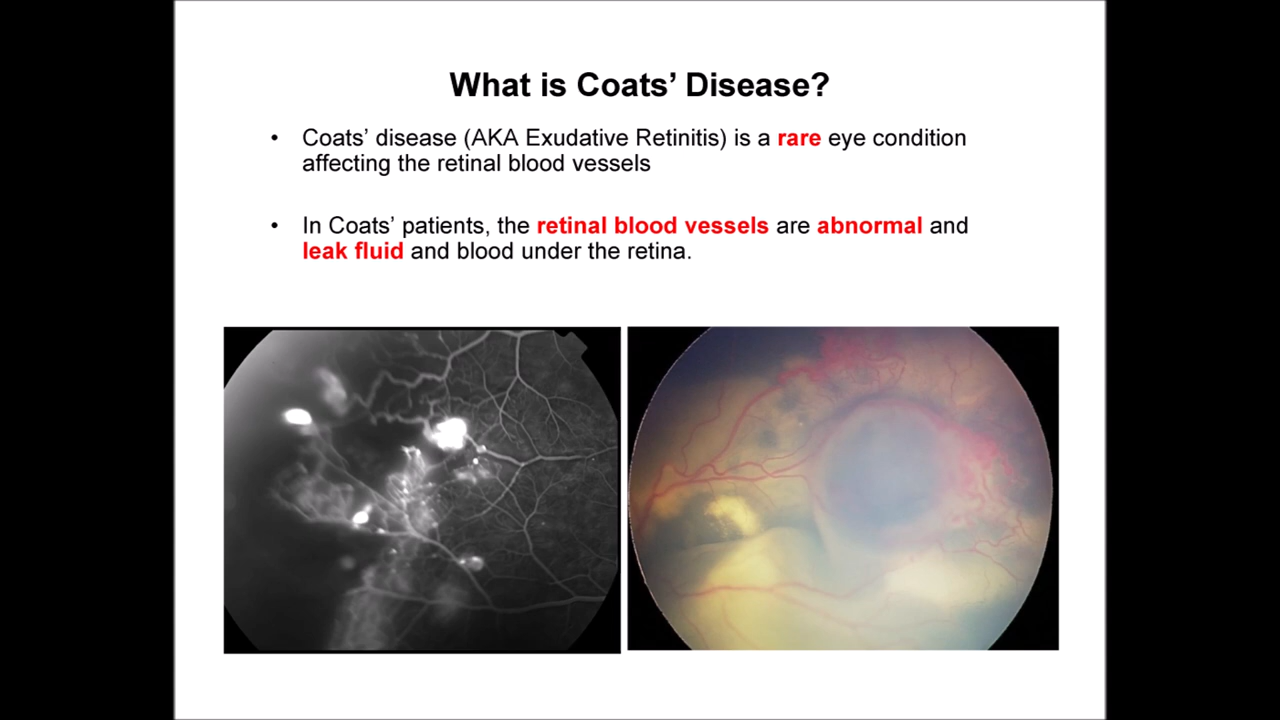 What is Coats’ Disease?
• Coats’ disease (AKA Exudative Retinitis) is a rare eye condition
affecting the retinal blood vessels
• In Coats’ patients, the retinal blood vessels are abnormal and
leak fluid and blood under the retina.